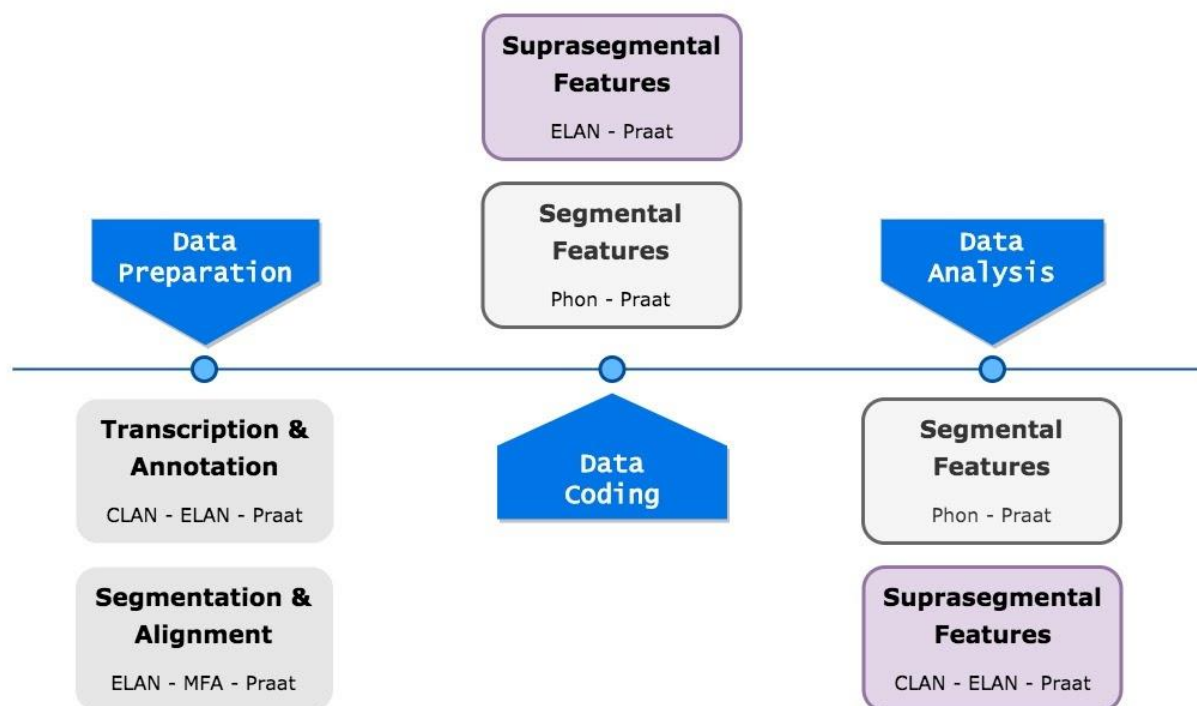 Suprasegmental
Features
ELAN - Praat
Segmental
Features
Phon - Praat
Data
Preparation
Data
Analysis
Transcription &
Annotation
CLAN - ELAN - Praat
Data
Coding
Segmental
Features
Phon - Praat
Segmentation &
Alignment
ELAN - MFA - Praat
Suprasegmental
Features
CLAN - ELAN - Praat